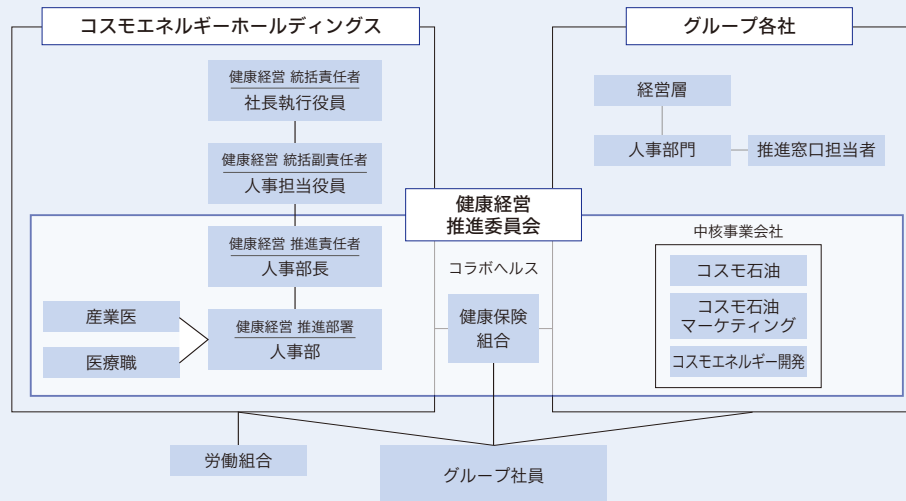 コスモエネルギーホールディングス
グループ各社
健康経営 統括責任者
社長執行役員
健康経営 統括副責任者
人事担当役員
経営層
人事部門
推進窓口担当者
健康経営
推進委員会
健康経営 推進責任者
人事部長
産業医
医療職
健康経営 推進部署
人事部
コラボヘルス
健康保険
組合
中核事業会社
コスモ石油
コスモ石油
マーケティング
コスモエネルギー開発
労働組合
グループ社員